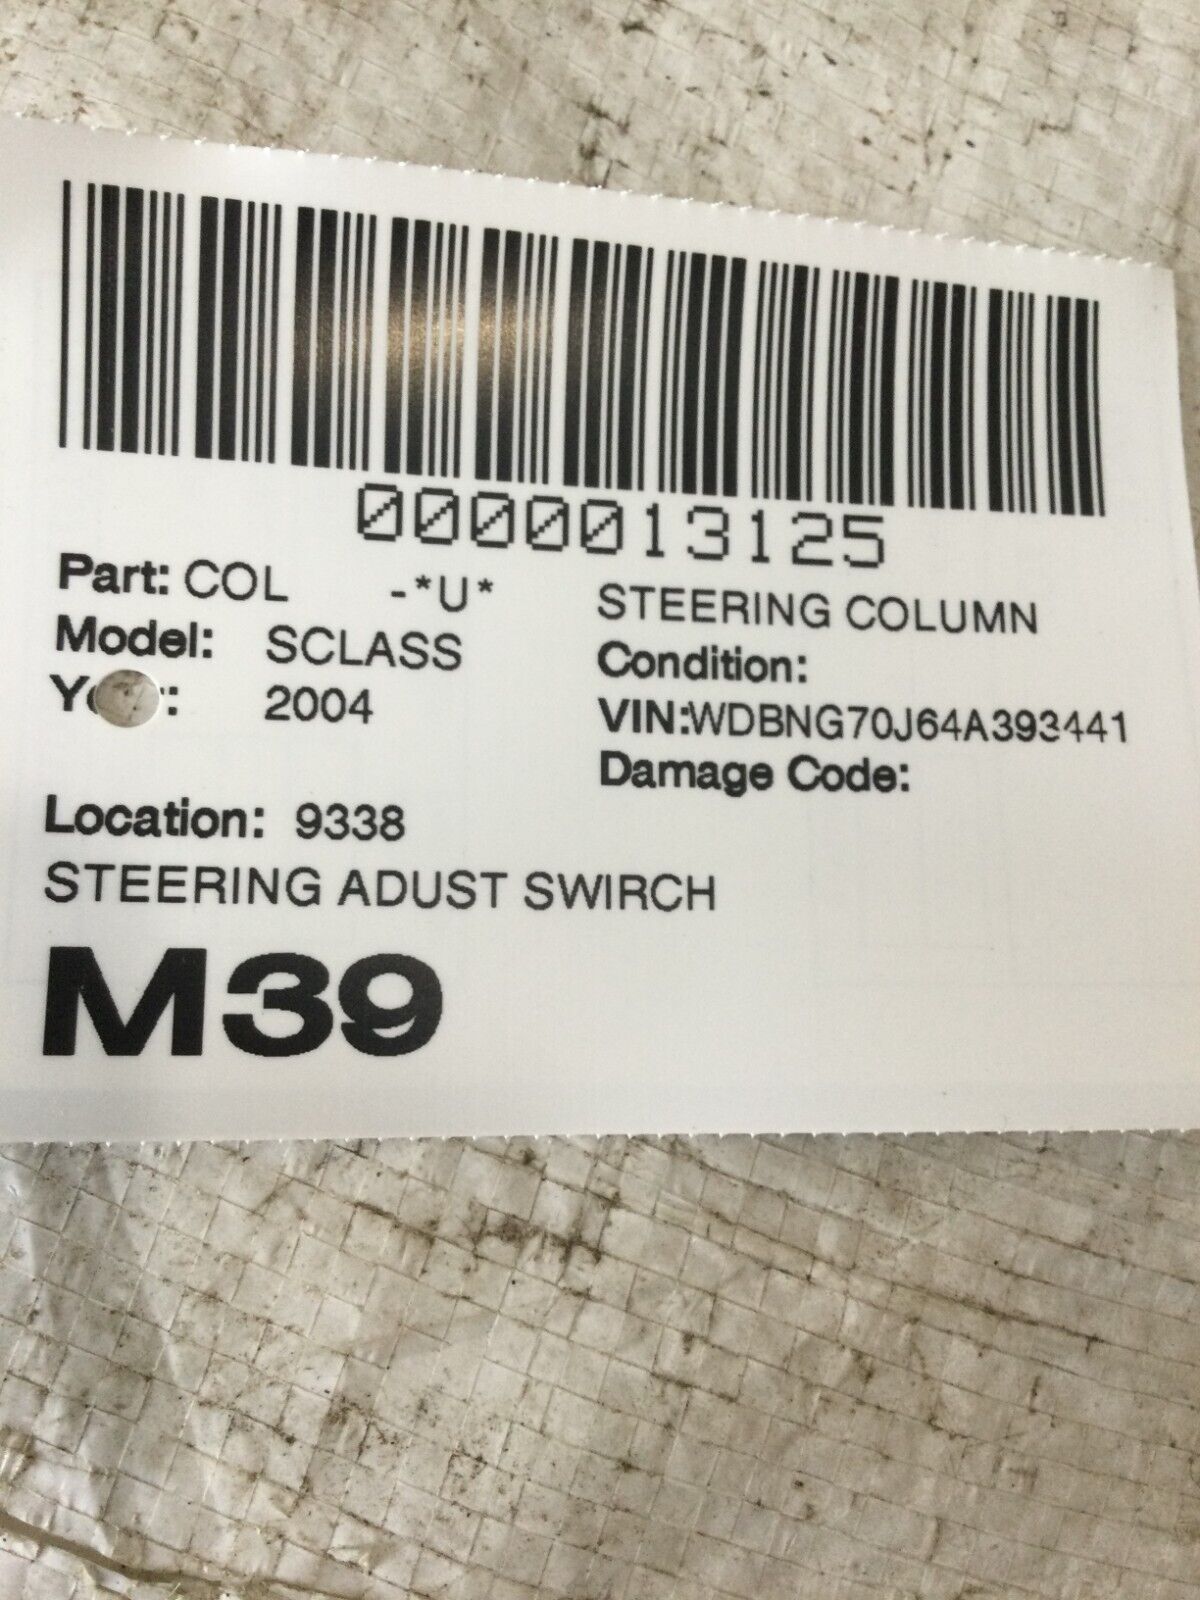 0000013125
Part: COL -*U* STEERING COLUMN
Model: SCLASS Condition:
2004 VIN:WDBNG70J64A393441
Damage Code:
Location: 9338
STEERING ADUST SWIRCH
M39